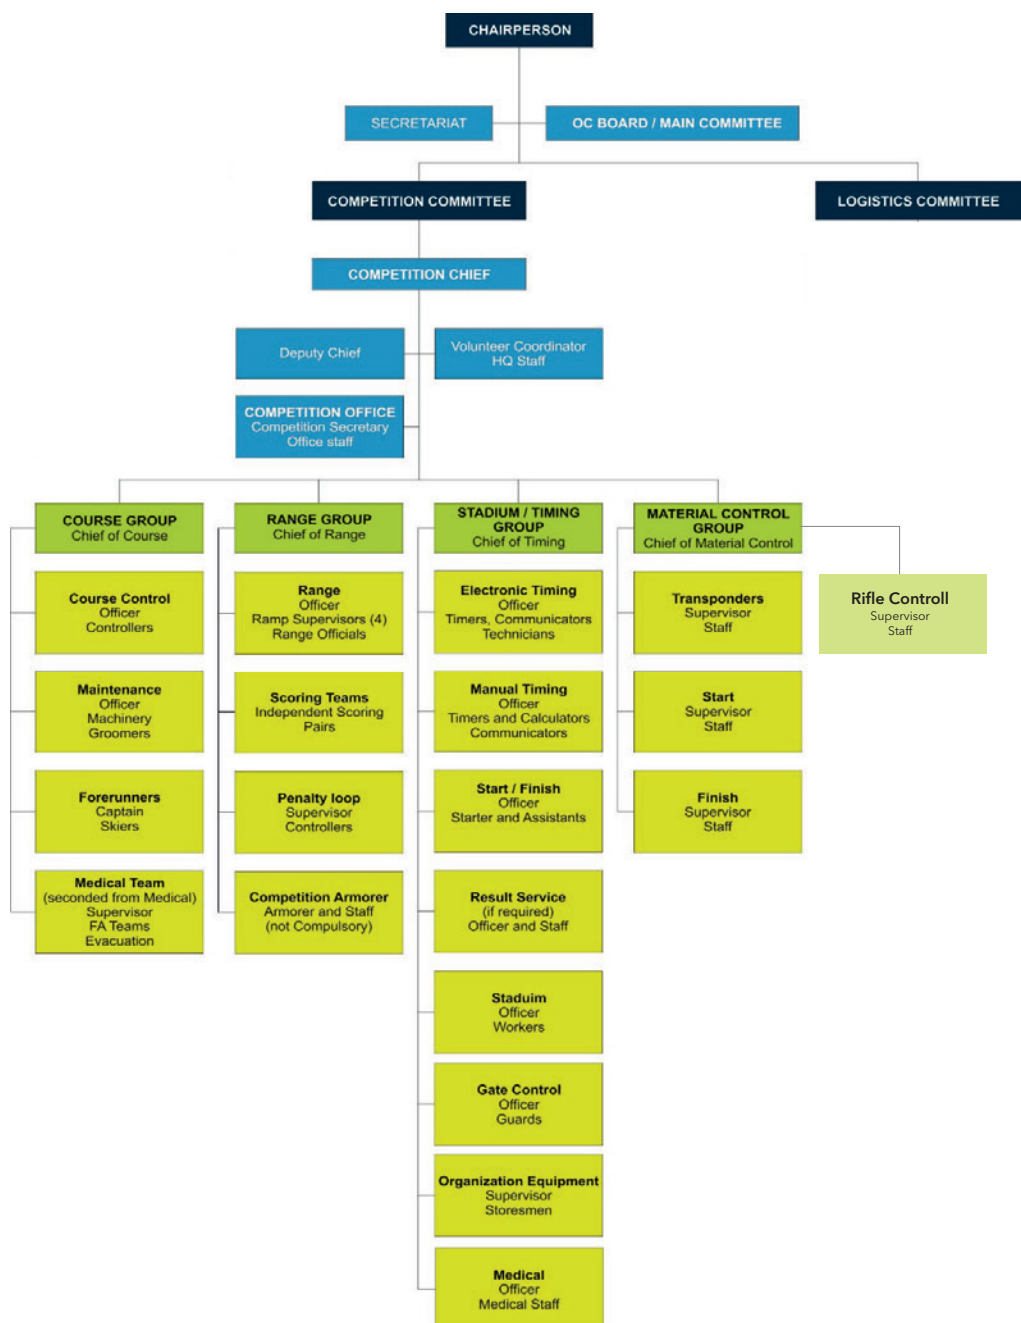 CHAIRPERSON
SECRETARIAT
OC BOARD / MAIN COMMITTEE
COMPETITION COMMITTEE
LOGISTICS COMMITTEE
COMPETITION CHIEF
Deputy Chief
Volunteer Coordinator
HQ Staff
COMPETITION OFFICE
Competition Secretary
Office staff
COURSE GROUP
Chief of Course
Course Control
Officer
Controllers
Maintenance
Officer
Machinery
Groomers
Forerunners
Captain
Skiers
Medical Team
(seconded from Medical)
Supervisor
FA Teams
Evacuation
RANGE GROUP
Chief of Range
Range
Officer
Ramp Supervisors (4)
Range Officials
Scoring Teams
Independent Scoring
Pairs
Penalty loop
Supervisor
Controllers
Competition Armorer
Armorer and Staff
(not Compulsory)
STADIUM / TIMING
GROUP
Chief of Timing
Electronic Timing
Officer
Timers, Communicators
Technicians
Manual Timing
Officer
Timers and Calculators
Communicators
Start / Finish
Officer
Starter and Assistants
Result Service
(if required)
Officer and Staff
Staduim
Officer
Workers
Gate Control
Officer
Guards
Organization Equipment
Supervisor
Storesmen
Medical
Officer
Medical Staff
MATERIAL CONTROL
GROUP
Chief of Material Control
Transponders
Supervisor
Staff
Start
Supervisor
Staff
Finish
Supervisor
Staff
Rifle Controll
Supervisor
Staff